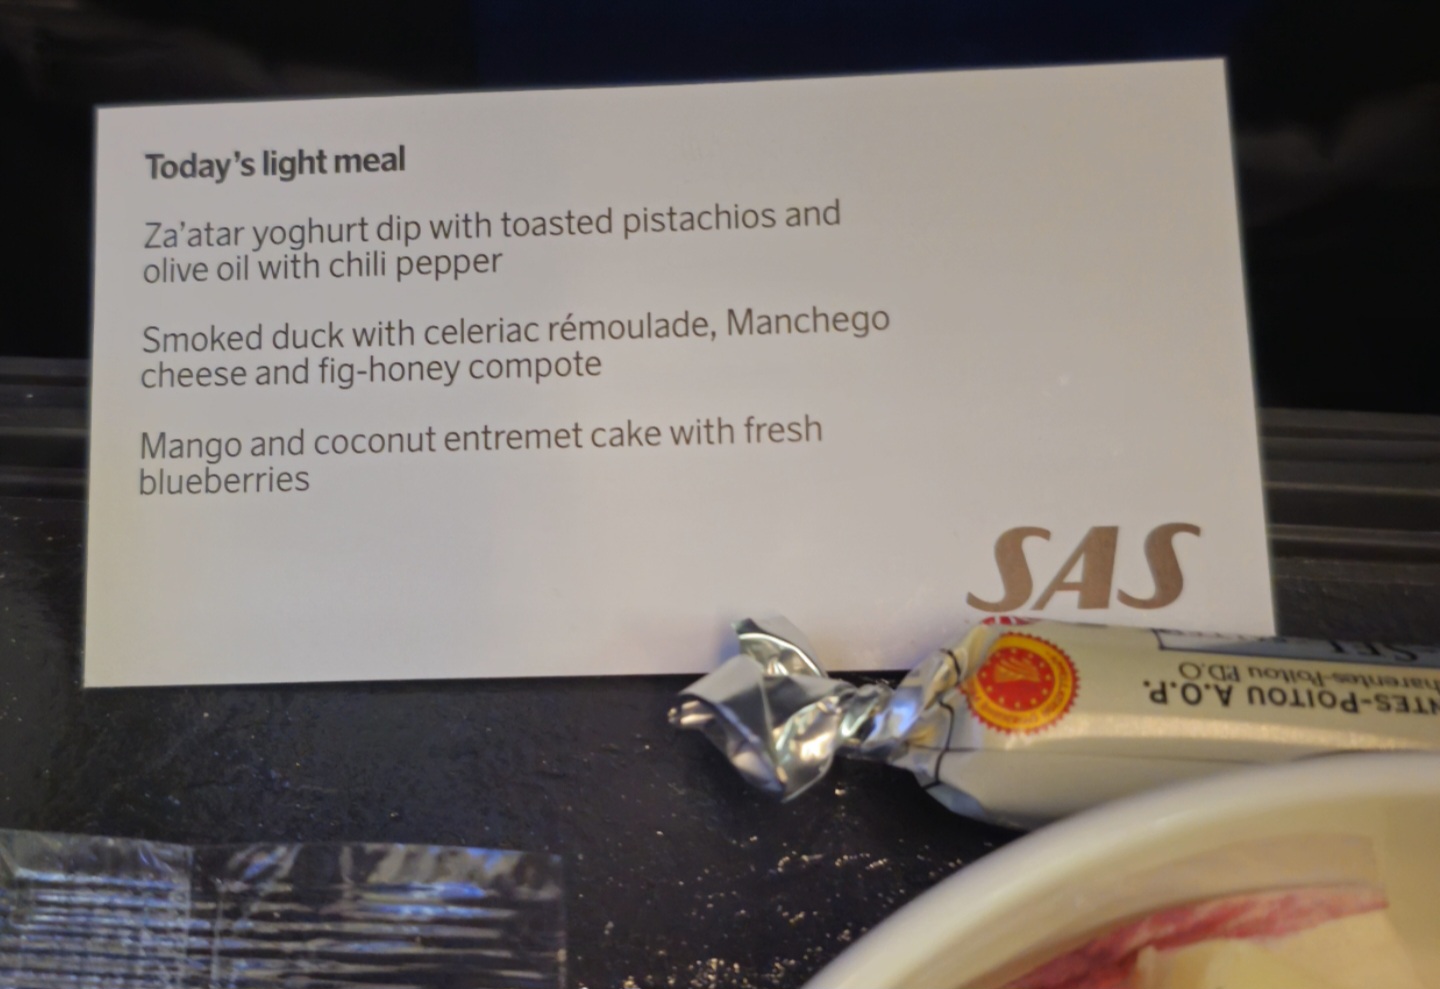 Today's light meal
Za'atar yoghurt dip with toasted pistachios and
olive oil with chili pepper
Smoked duck with celeriac rémoulade, Manchego
cheese and fig-honey compote
Mango and coconut entremet cake with fresh
blueberries
SAS
NTES-POITOU A.O.P.
harentes-Poitou P.D.O